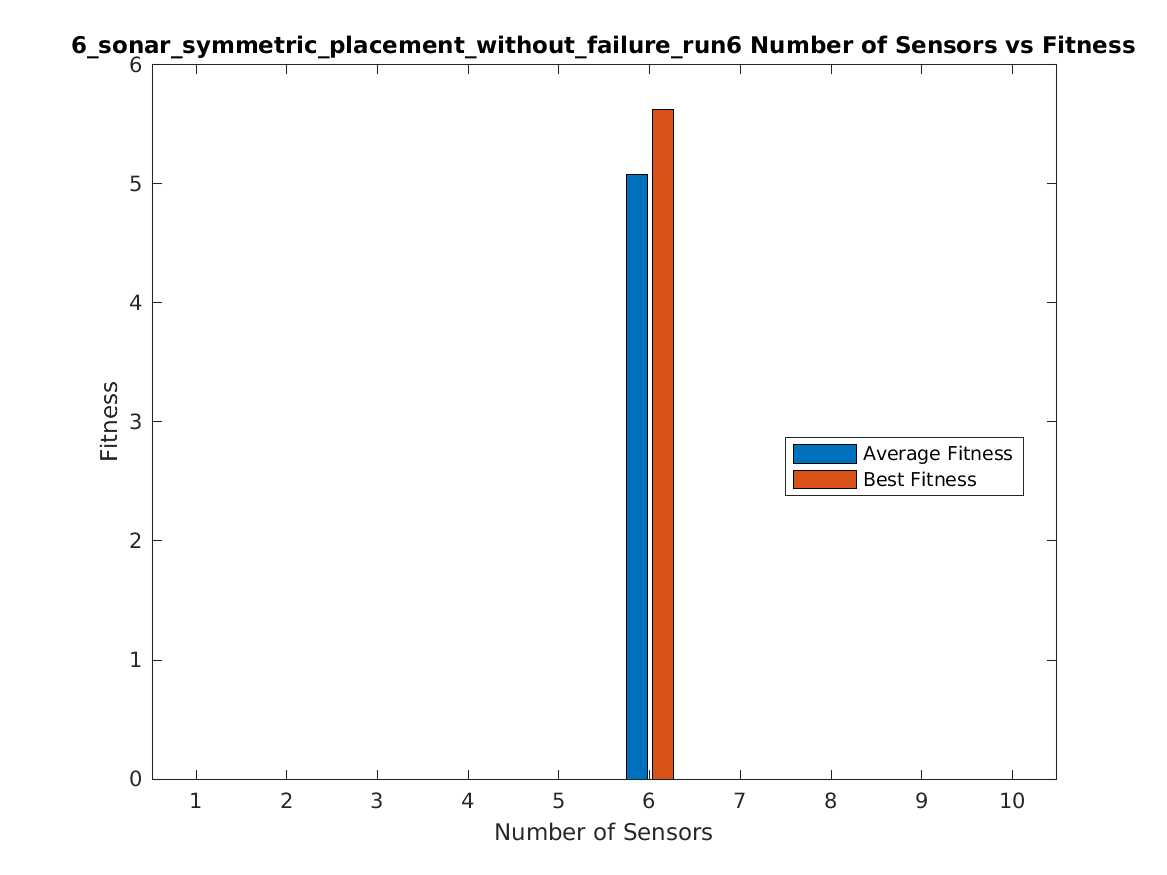 6_sonar_symmetric_placement_without_failure_run6 Number of Sensors vs Fitness
6
5
4
3
2
1
0
Fitness
Average Fitness
Best Fitness
1 2 3 4 5 6 7 8 9 10
Number of Sensors